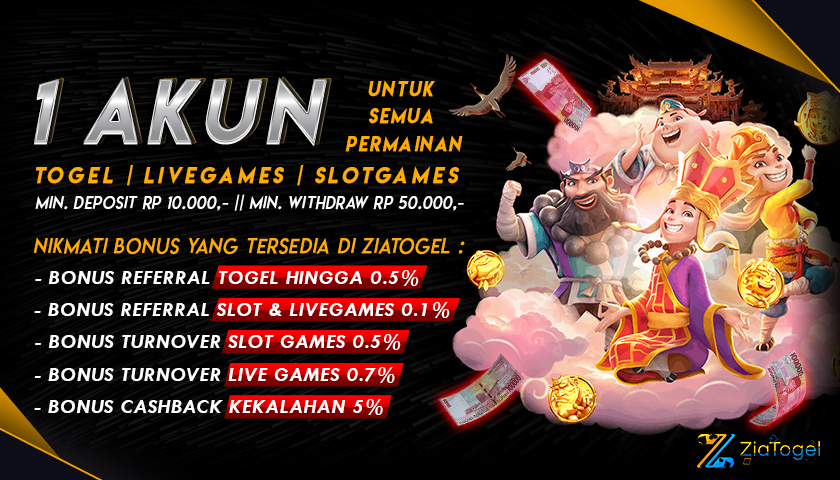 1 AKUN
UNTUK
SEMUA
PERMAINAN
TOGEL | LIVEGAMES | SLOTGAMES
MIN. DEPOSIT RP 10.000,- || MIN. WITHDRAW RP 50.000,-
NIKMATI BONUS YANG TERSEDIA DI ZIATOGEL :
- BONUS REFERRAL TOGEL HINGGA 0.5%
- BONUS REFERRAL SLOT & LIVEGAMES 0.1%
- BONUS TURNOVER SLOT GAMES 0.5%
- BONUS TURNOVER LIVE GAMES 0.7%
- BONUS CASHBACK KEKALAHAN 5%
ZiaTogel